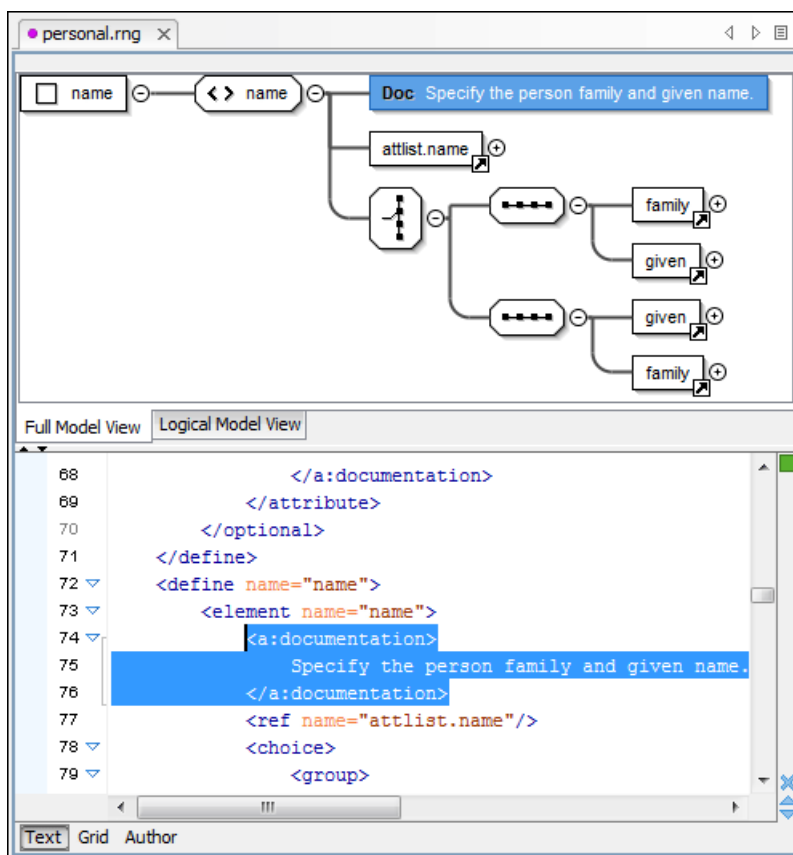 personal.rng
name
name
Doc Specify the person family and given name.
attlist.name
family
given
given
family
Full Model View
Logical Model View
68 </a:documentation>
69 </attribute>
70 </optional>
71 </define>
72 <define name="name">
73 <element name="name">
74 <a:documentation>
75 Specify the person family and given name.
76 </a:documentation>
77 <ref name="attlist.name"/>
78 <choice>
79 <group>
Text Grid Author